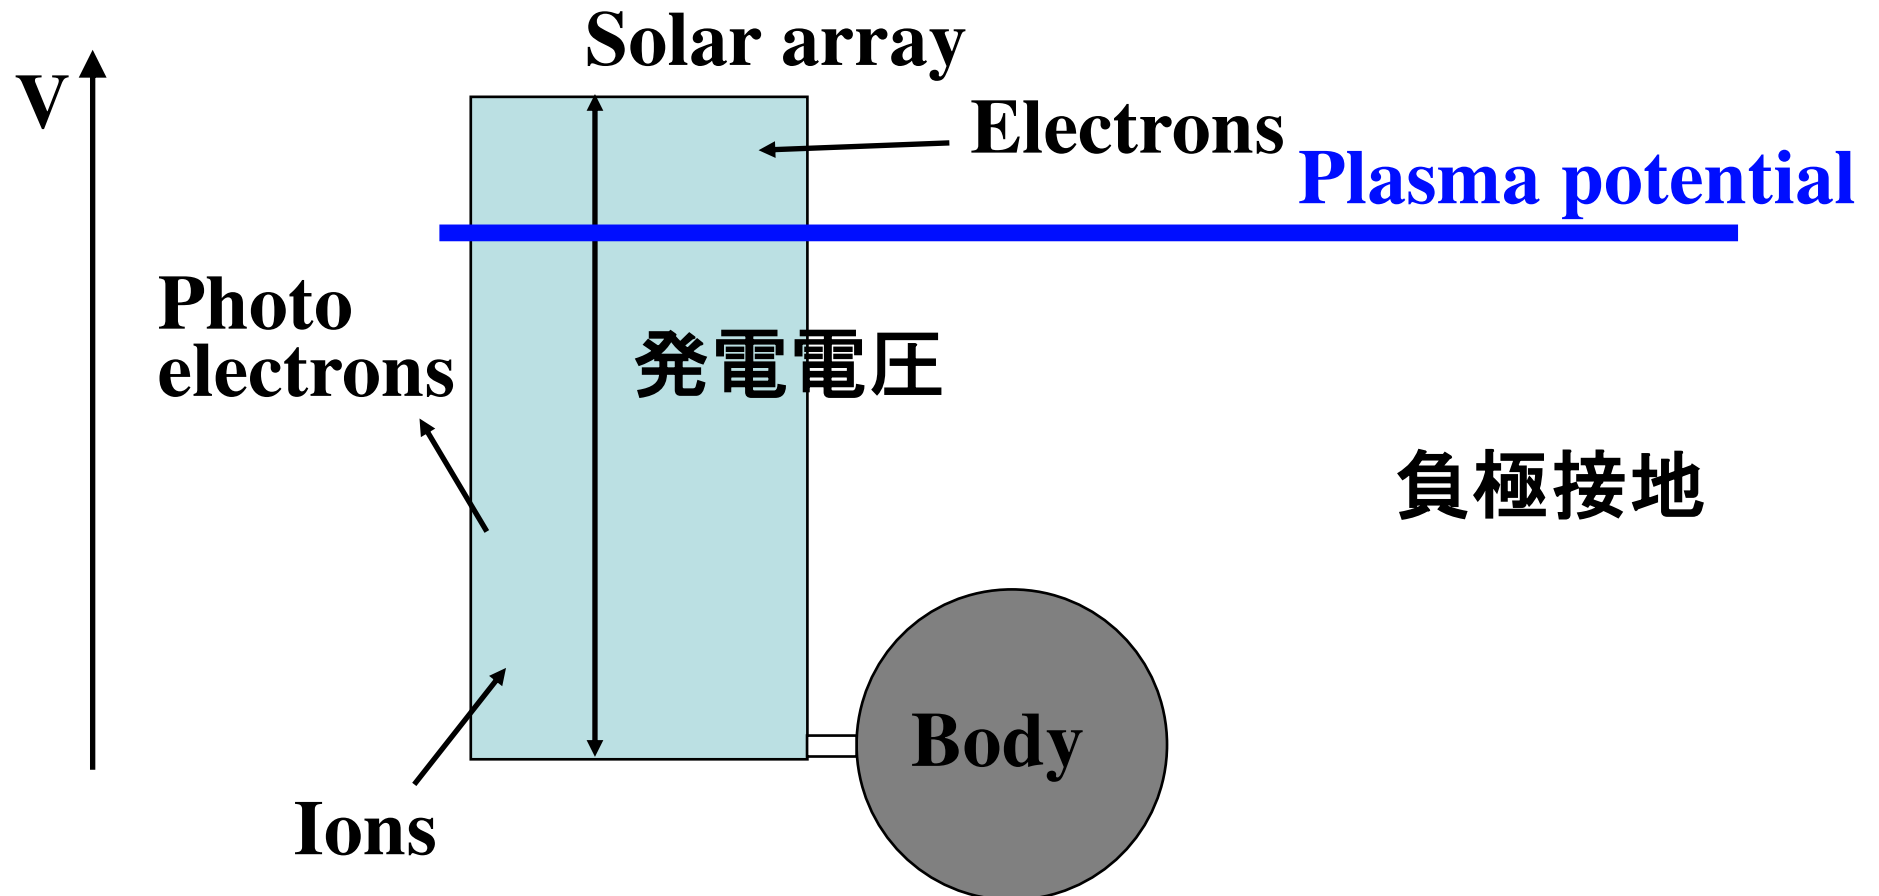 Solar array
V
Electrons
Plasma potential
Photo
electrons
発電電圧
負極接地
Body
Ions